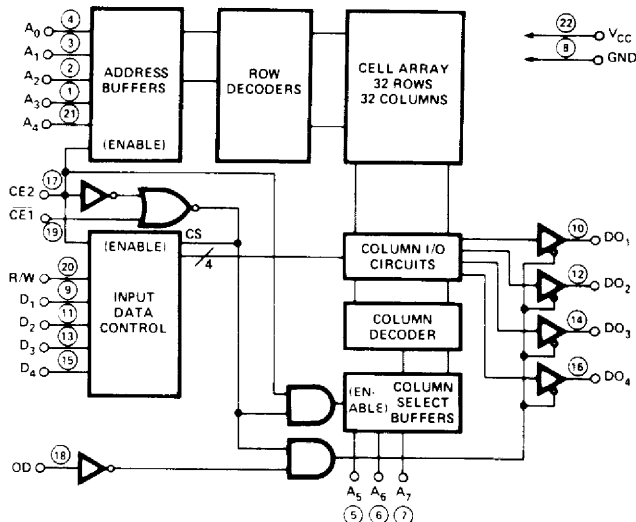 A0 4
A1 3
A2 2
A3 1
A4 21
ADDRESS
BUFFERS
(ENABLE)
ROW
DECODERS
CELL ARRAY
32 ROWS
32 COLUMNS
22 VCC
8 GND
CE2 17
CE1 19
(ENABLE)
CS
4
R/W 20
D1 9
D2 11
D3 13
D4 15
INPUT
DATA
CONTROL
COLUMN I/O
CIRCUITS
COLUMN
DECODER
(EN-
ABLE)
COLUMN
SELECT
BUFFERS
10 DO1
12 DO2
14 DO3
16 DO4
OD 18
A5 A6 A7
5 6 7